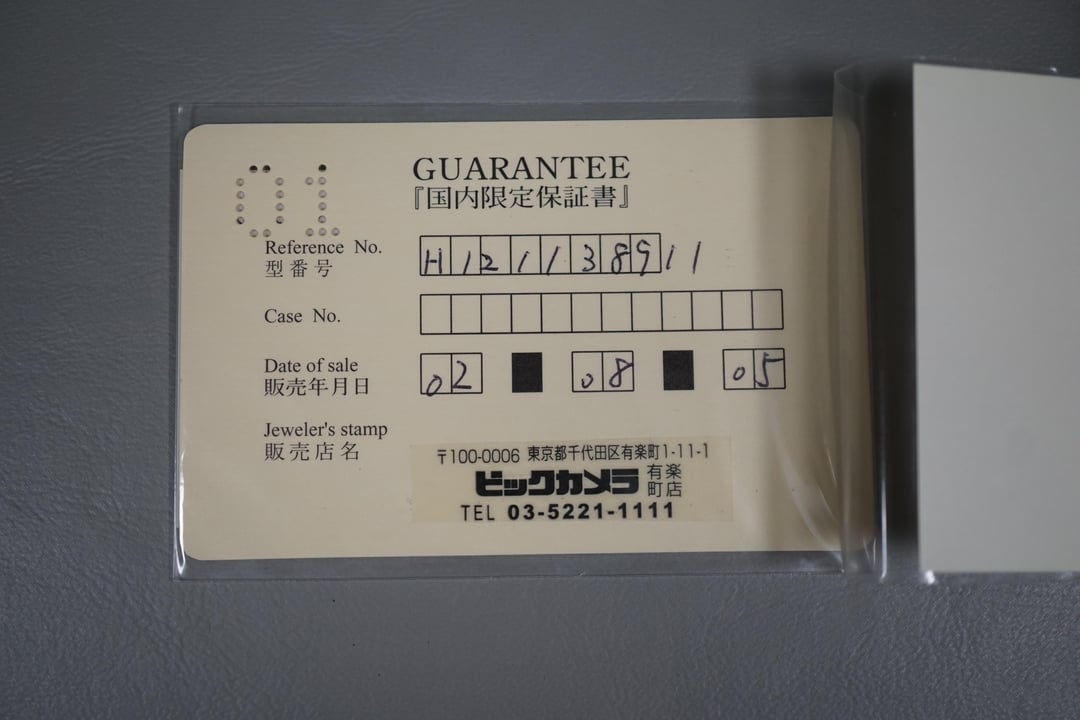 01
GUARANTEE
『国内限定保証書』
Reference No.
型番号
H121138911
Case No.
Date of sale
販売年月日
02 08 05
Jeweler's stamp
販売店名
〒100-0006 東京都千代田区有楽町1-11-1
ビックカメラ 有楽町店
TEL 03-5221-1111